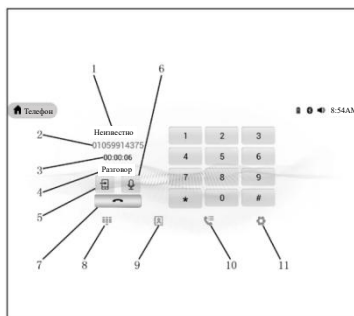 1
6
Телефон
Неизвестно
8:54AM
2
01059914375
1 2 3
3
00:00:06
4 5 6
4
Разговор
7 8 9
5
* 0 #
7
8
9
10
11